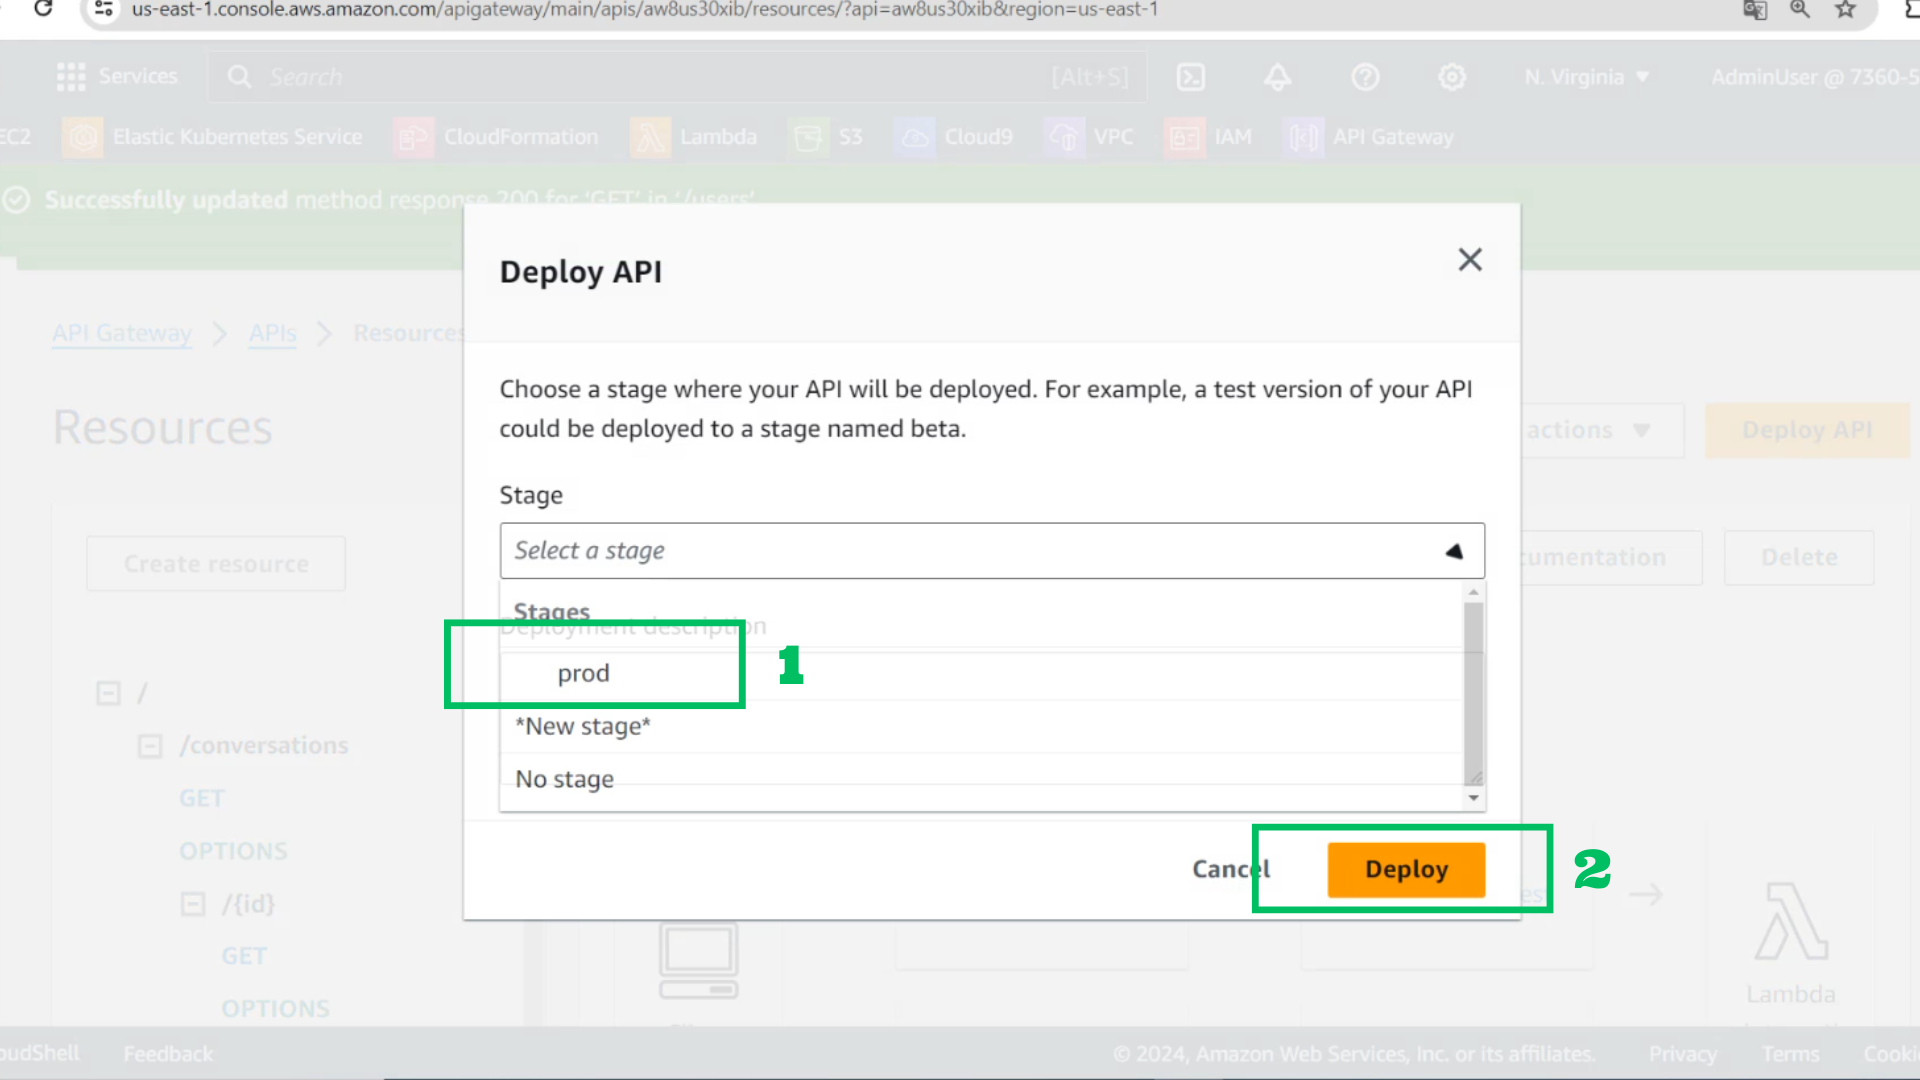 us-east-1.console.aws.amazon.com/apigateway/main/apis/aw8us30xib/resources/?api=aw8us30xib&region=us-east-1
Services
Search
[Alt+S]
N. Virginia
AdminUser @ 7360-5
EC2
Elastic Kubernetes Service
CloudFormation
Lambda
S3
Cloud9
VPC
IAM
API Gateway
Successfully updated method response 200 for 'GET' in '/users'
Deploy API
API Gateway
APIs
Resources
Choose a stage where your API will be deployed. For example, a test version of your API
could be deployed to a stage named beta.
Resources
actions
Deploy API
Stage
Select a stage
Create resource
Delete
Stages
Deployment description
prod
1
*New stage*
No stage
/
/conversations
GET
OPTIONS
/{id}
GET
OPTIONS
Cancel
Deploy
2
Lambda
Feedback
© 2024, Amazon Web Services, Inc. or its affiliates.
Privacy
Terms